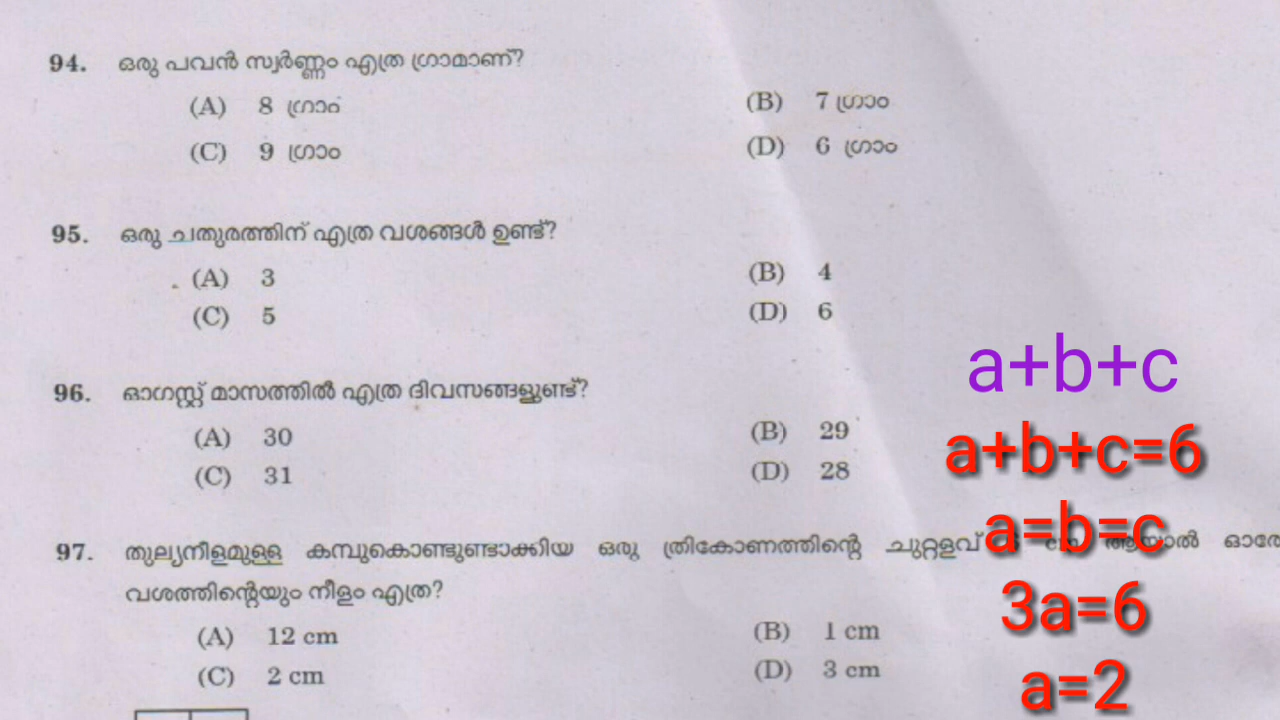 94. ഒരു പവൻ സ്വർണ്ണം എത്ര ഗ്രാമാണ്?
(A) 8 ഗ്രാം (B) 7 ഗ്രാം
(C) 9 ഗ്രാം (D) 6 ഗ്രാം
95. ഒരു ചതുരത്തിന് എത്ര വശങ്ങൾ ഉണ്ട്?
(A) 3 (B) 4
(C) 5 (D) 6
96. ഓഗസ്റ്റ് മാസത്തിൽ എത്ര ദിവസങ്ങളുണ്ട്?
(A) 30 (B) 29
(C) 31 (D) 28
97. തുല്യനീളമുള്ള കമ്പുകൊണ്ടുണ്ടാക്കിയ ഒരു ത്രികോണത്തിന്റെ ചുറ്റളവ് cm ആയാൽ
വശത്തിന്റെയും നീളം എത്ര?
(A) 12 cm (B) 1 cm
(C) 2 cm (D) 3 cm
a+b+c
a+b+c=6
a=b=c
3a=6
a=2